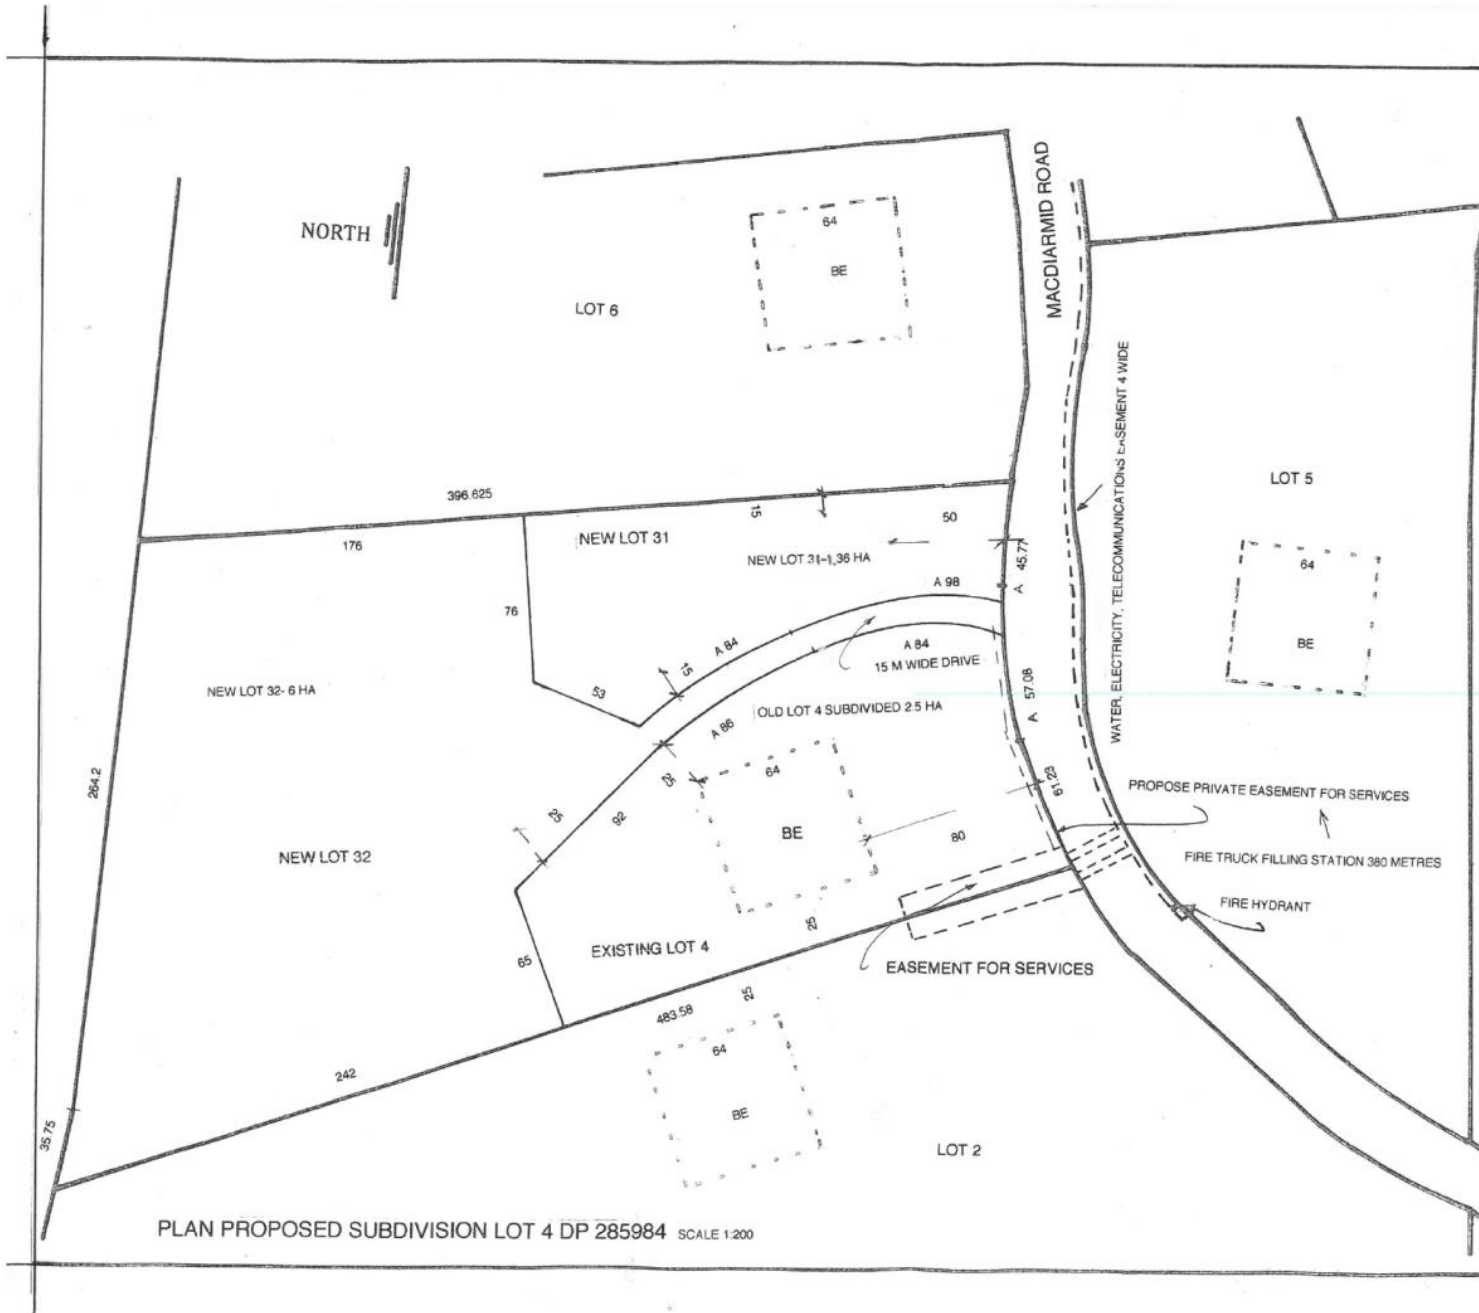 MACDIARMID ROAD
NORTH
64
BE
LOT 6
WATER, ELECTRICITY, TELECOMMUNICATIONS EASEMENT 4 WIDE
LOT 5
396.625
15
50
176
NEW LOT 31
NEW LOT 31-1.36 HA
A 45.77
64
BE
A 98
76
A 84
A 84
15
15 M WIDE DRIVE
53
NEW LOT 32- 6 HA
A 57.08
OLD LOT 4 SUBDIVIDED 2.5 HA
A 86
64
25
61.23
264.2
PROPOSE PRIVATE EASEMENT FOR SERVICES
25
92
BE
80
NEW LOT 32
FIRE TRUCK FILLING STATION 380 METRES
FIRE HYDRANT
25
EXISTING LOT 4
65
EASEMENT FOR SERVICES
25
483.58
64
242
BE
35.75
LOT 2
PLAN PROPOSED SUBDIVISION LOT 4 DP 285984 SCALE 1:200